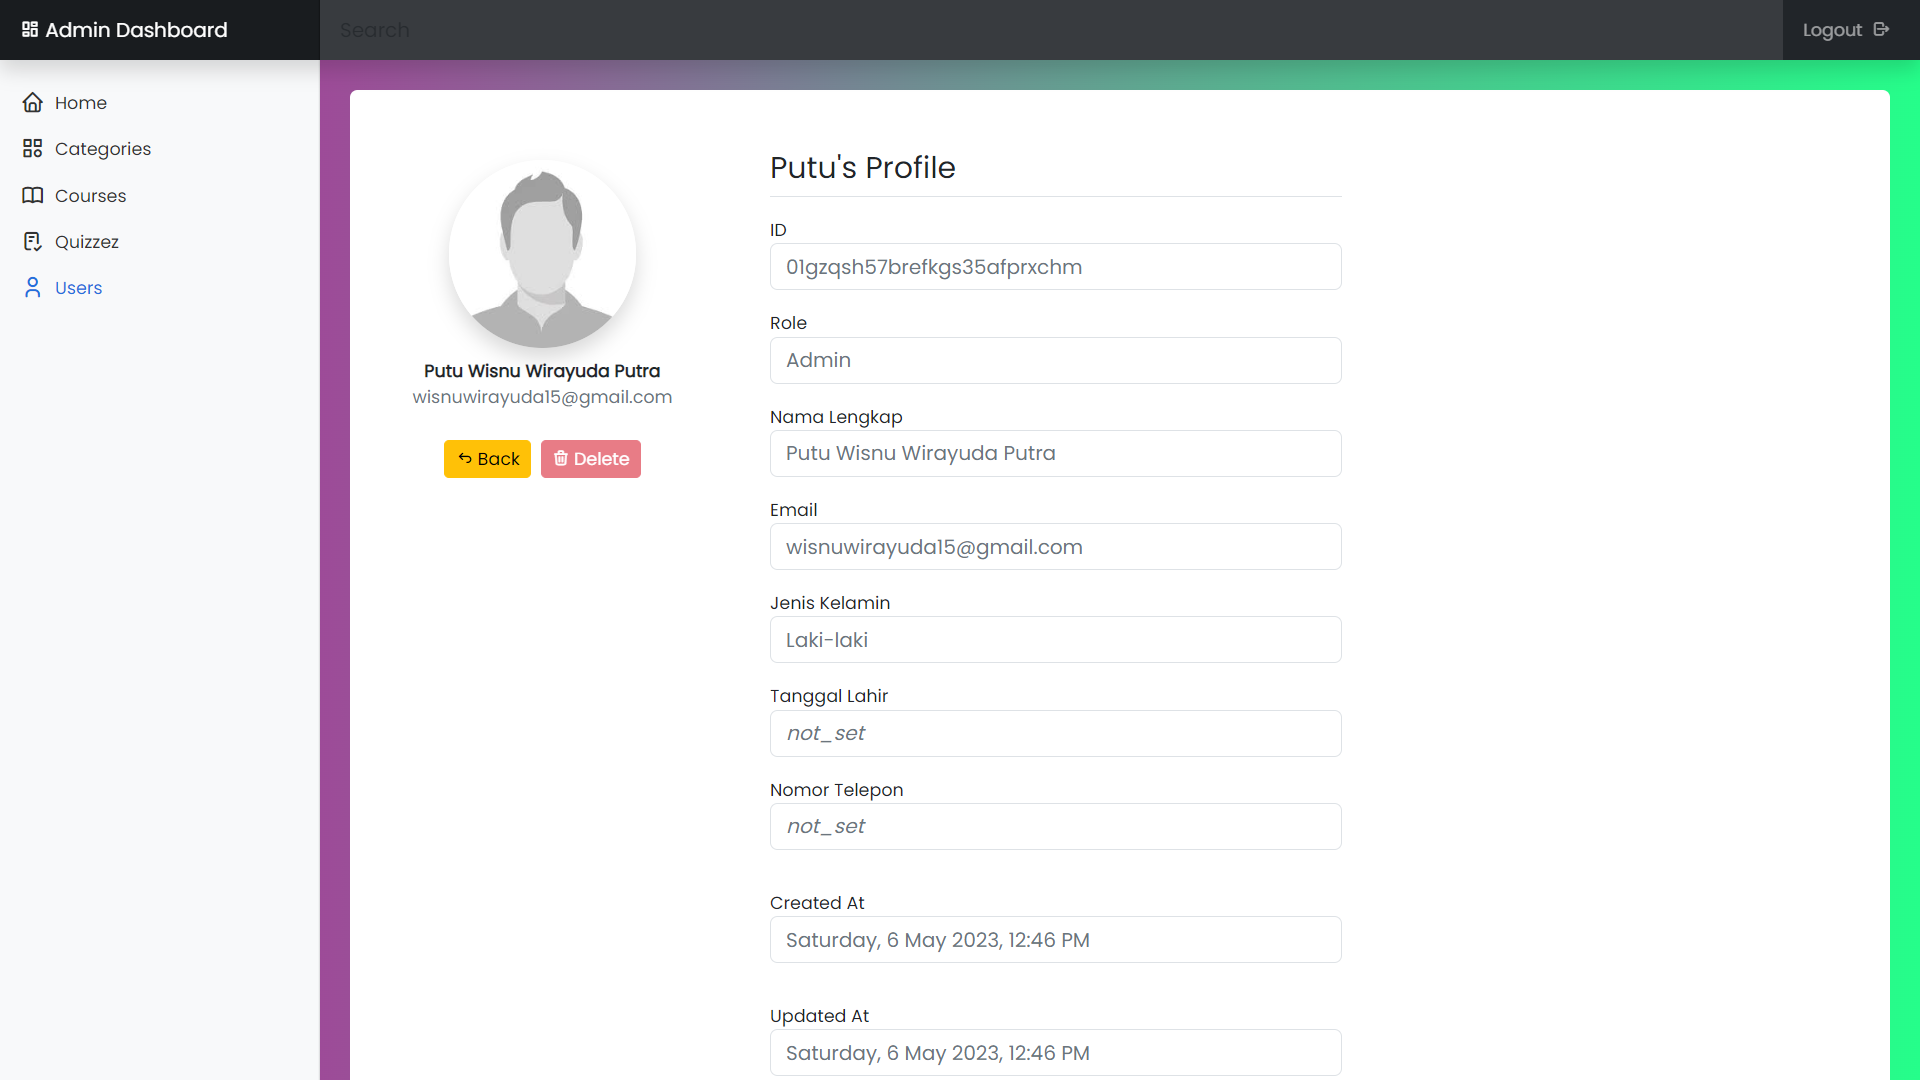 Admin Dashboard
Search
Logout
Home
Categories
Courses
Quizzez
Users
Putu Wisnu Wirayuda Putra
wisnuwirayuda15@gmail.com
Back
Delete
Putu's Profile
ID
01gzqsh57brefkgs35afprxchm
Role
Admin
Nama Lengkap
Putu Wisnu Wirayuda Putra
Email
wisnuwirayuda15@gmail.com
Jenis Kelamin
Laki-laki
Tanggal Lahir
not_set
Nomor Telepon
not_set
Created At
Saturday, 6 May 2023, 12:46 PM
Updated At
Saturday, 6 May 2023, 12:46 PM